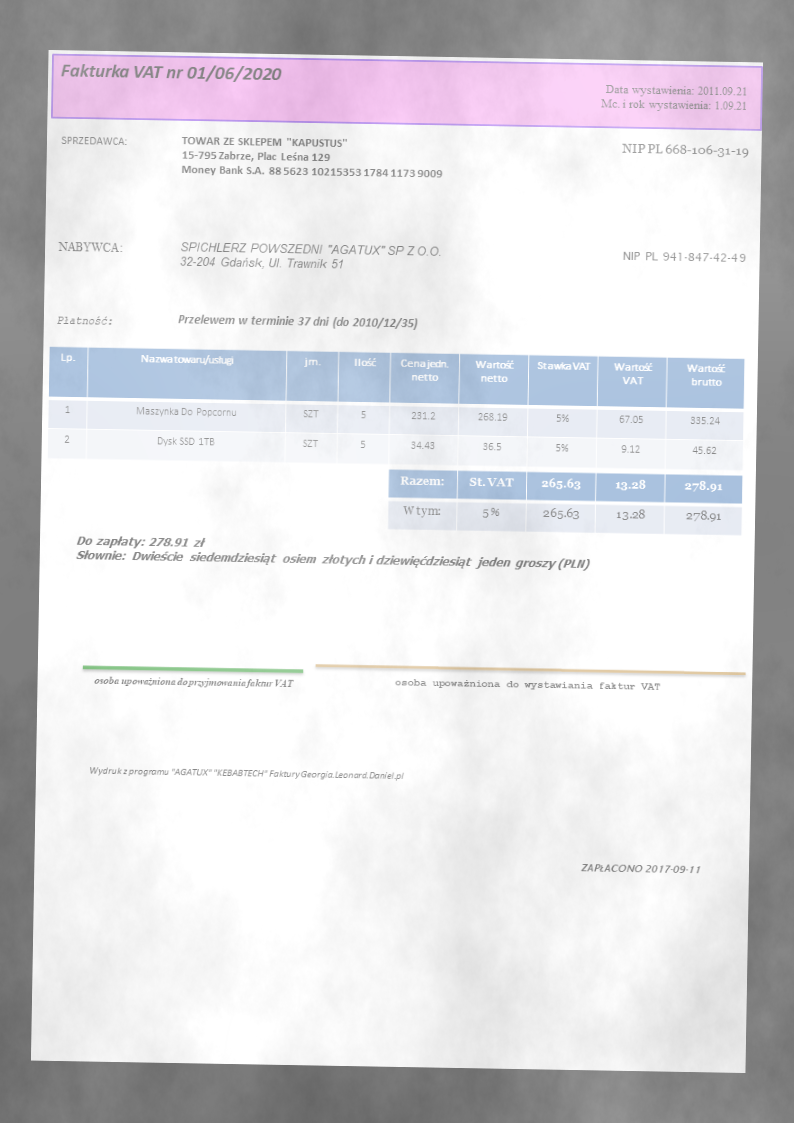 Fakturka VAT nr 01/06/2020
Data wystawienia: 2011.09.21
Mc. i rok wystawienia: 1.09.21
SPRZEDAWCA:
TOWAR ZE SKLEPEM "KAPUSTUS"
15-795 Zabrze, Plac Leśna 129
Money Bank S.A. 88 5623 10215353 1784 1173 9009
NIP PL 668-106-31-19
NABYWCA:
SPICHLERZ POWSZEDNI "AGATUX" SP Z O.O.
32-204 Gdańsk, Ul. Trawnik 51
NIP PL 941-847-42-49
Płatność:
Przelewem w terminie 37 dni (do 2010/12/35)
Lp. Nazwa towaru/usługi jm. Ilość Cena jedn. netto Wartość netto Stawka VAT Wartość VAT Wartość brutto
1 Maszynka Do Popcornu SZT 5 231.2 268.19 5% 67.05 335.24
2 Dysk SSD 1TB SZT 5 34.43 36.5 5% 9.12 45.62
Razem: St. VAT 265.63 13.28 278.91
W tym: 5% 265.63 13.28 278.91
Do zapłaty: 278.91 zł
Słownie: Dwieście siedemdziesiąt osiem złotych i dziewięćdziesiąt jeden groszy (PLN)
osoba upoważniona do przyjmowania faktur VAT
osoba upoważniona do wystawiania faktur VAT
Wydruk z programu "AGATUX" "KEBABTECH" FakturyGeorgia.Leonard.Daniel.pl
ZAPŁACONO 2017-09-11